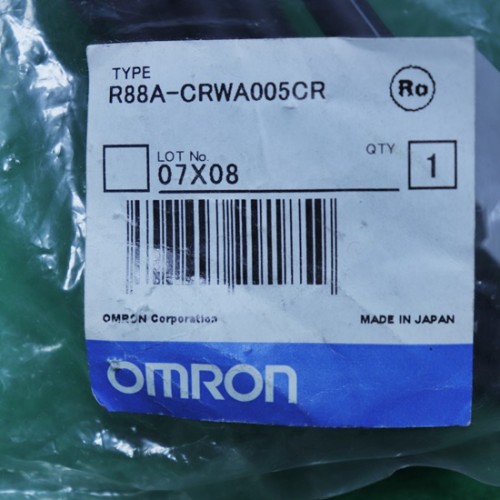 TYPE
R88A-CRWA005CR
Ro
LOT No.
07X08
QTY
1
OMRON Corporation
MADE IN JAPAN
OMRON